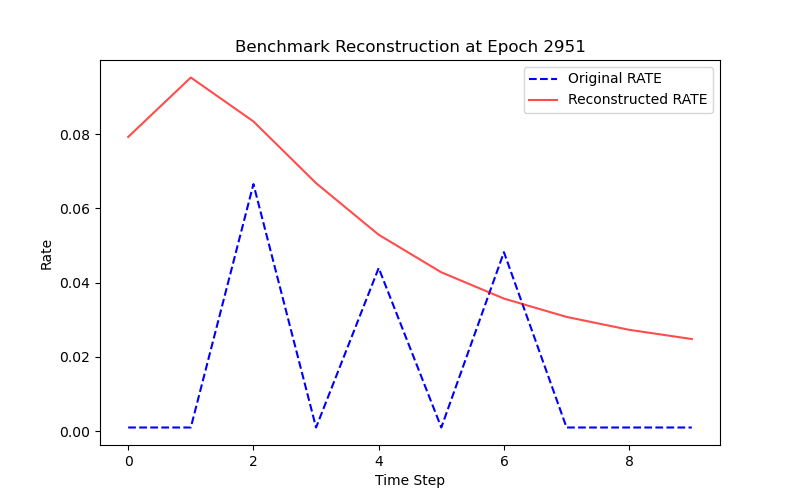 Benchmark Reconstruction at Epoch 2951
Original RATE
Reconstructed RATE
0.08
0.06
0.04
0.02
0.00
Rate
0 2 4 6 8
Time Step